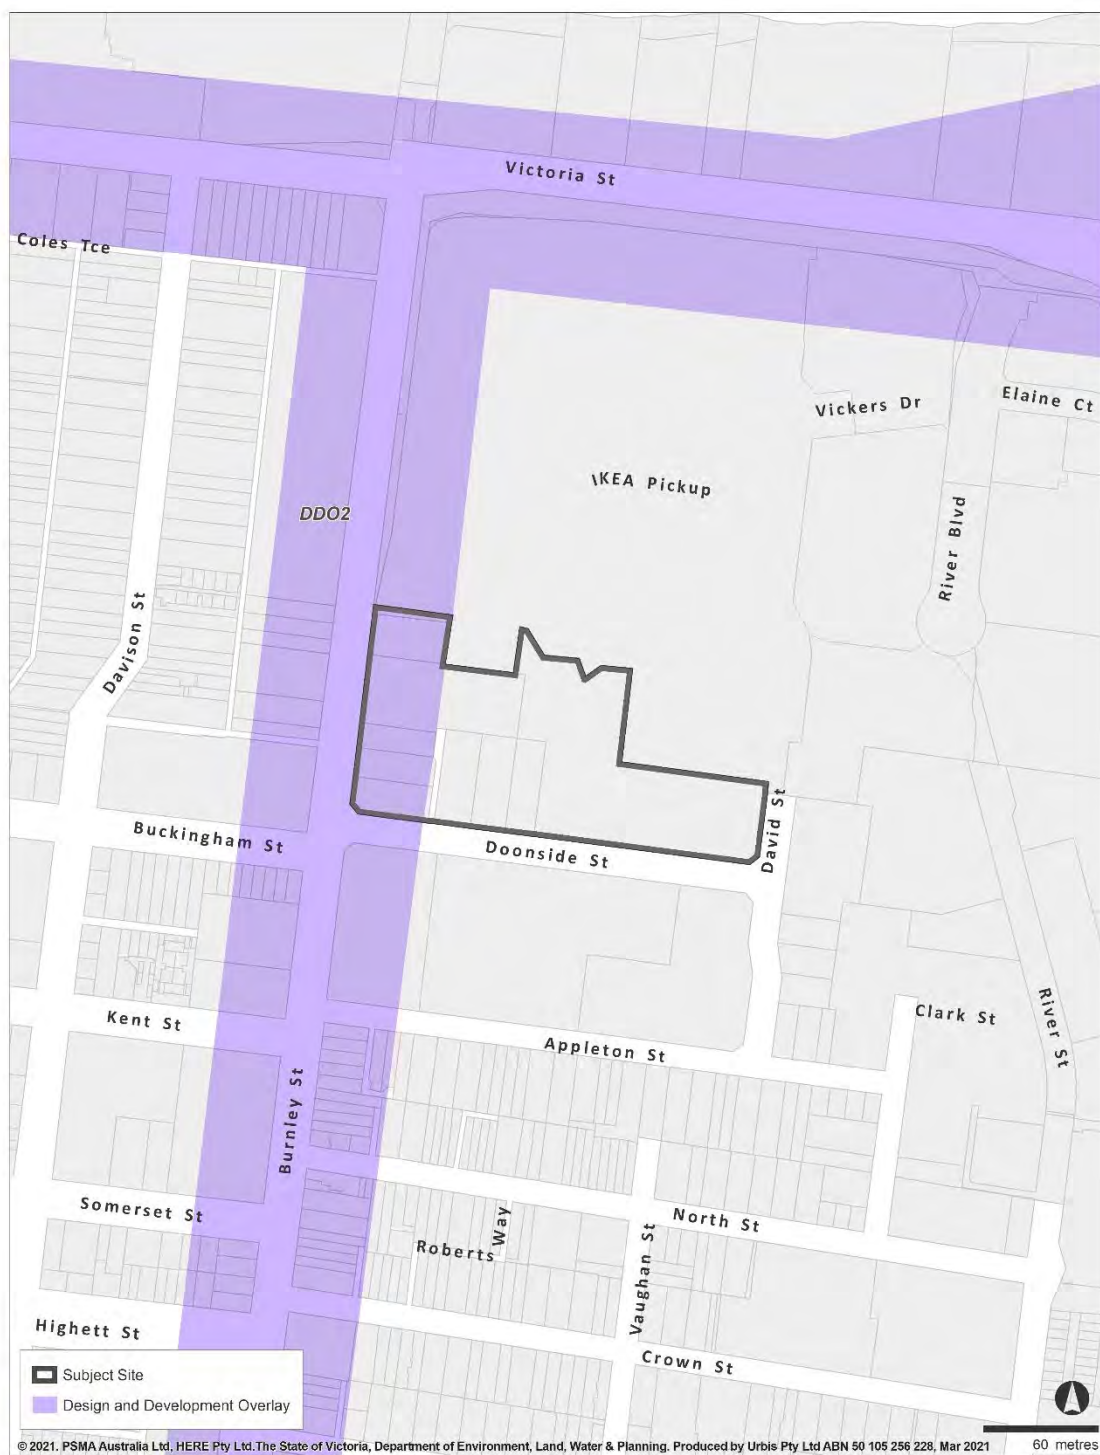 Victoria St
Coles Tce
Elaine Ct
Vickers Dr
IKEA Pickup
DDO2
River Blvd
Davison St
David St
Buckingham St
Doonside St
Kent St
Clark St
River St
Appleton St
Burnley St
Somerset St
North St
Roberts Way
Vaughan St
Highett St
Crown St
Subject Site
Design and Development Overlay
60 metres
© 2021. PSMA Australia Ltd, HERE Pty Ltd.The State of Victoria, Department of Environment, Land, Water & Planning. Produced by Urbis Pty Ltd ABN 50 105 256 228, Mar 2021